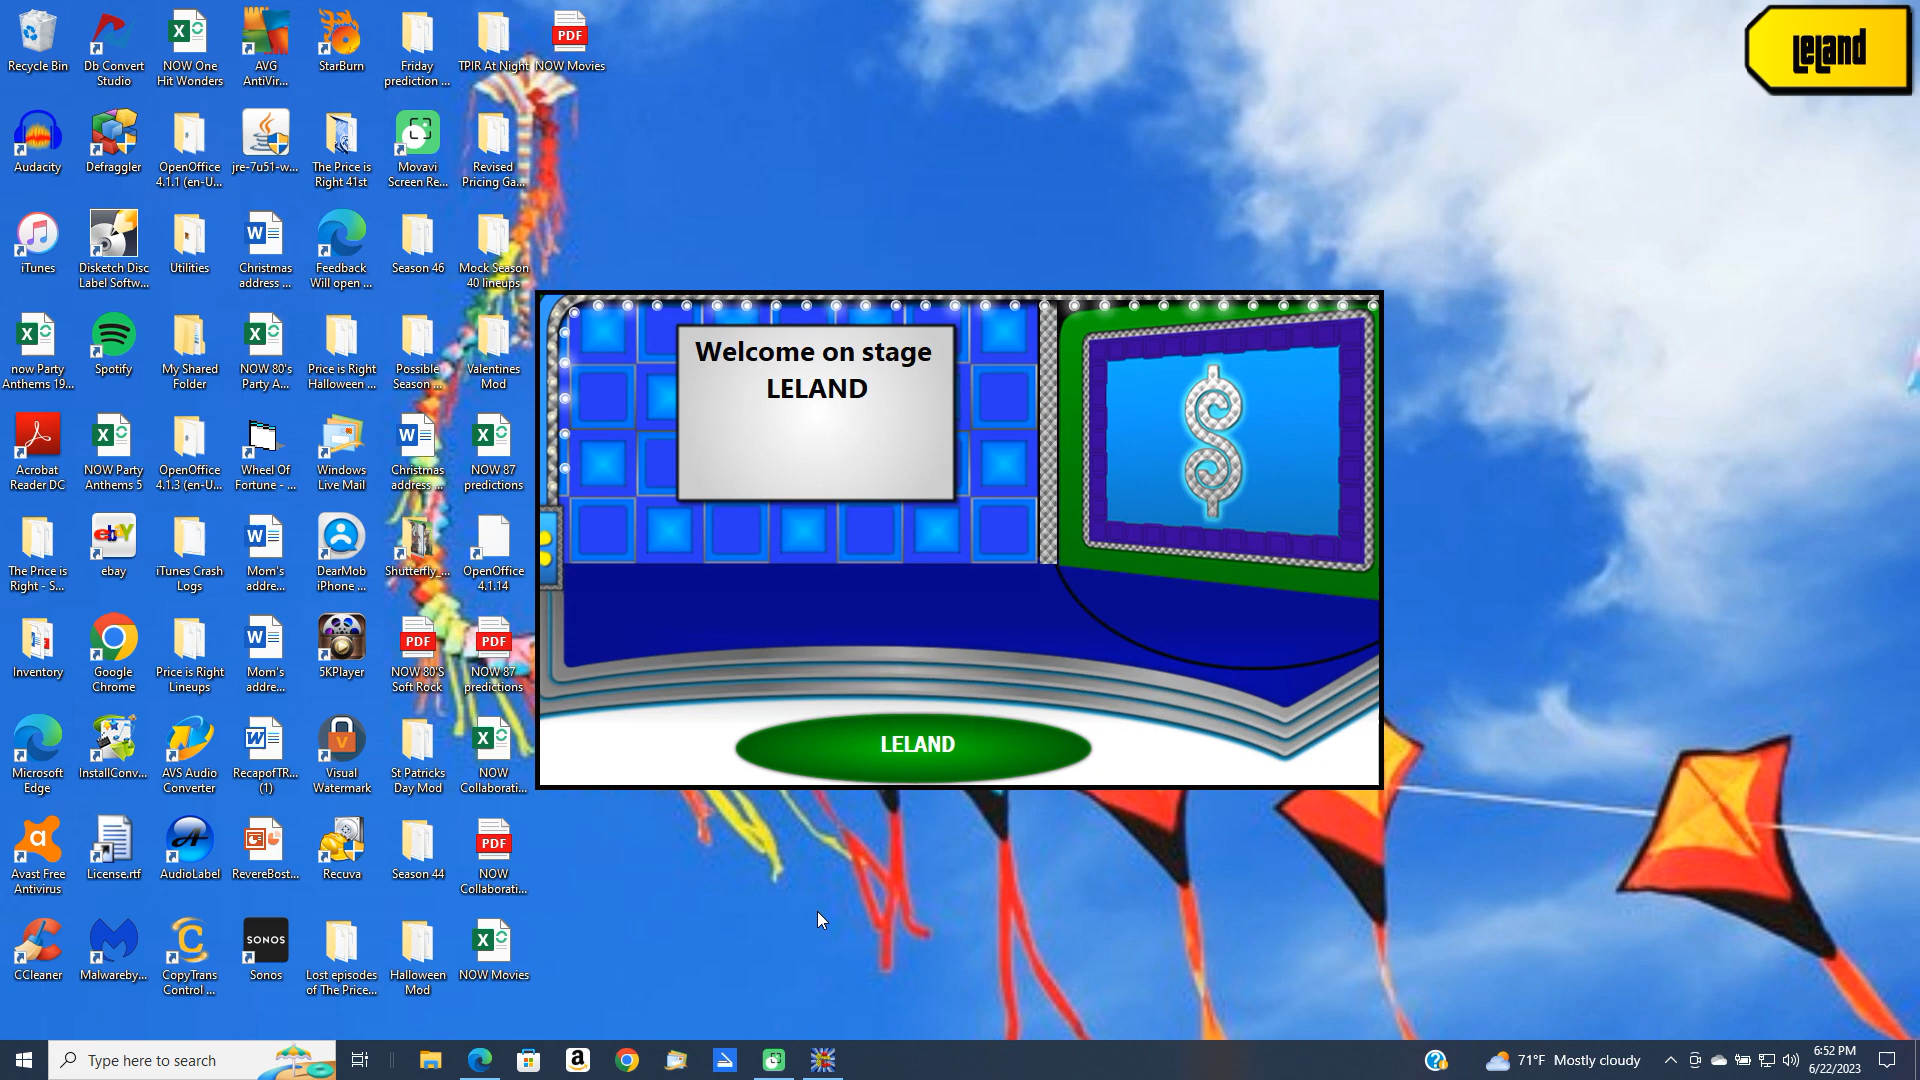 Recycle Bin
Db Convert
Studio
NOW One
Hit Wonders
AVG
AntiVir...
StarBurn
Friday
prediction ...
TPIR At Night
PDF
NOW Movies
Leland
Audacity
Defraggler
OpenOffice
4.1.1 (en-U...
jre-7u51-w...
The Price is
Right 41st
Movavi
Screen Re...
Revised
Pricing Ga...
iTunes
Disketch Disc
Label Softw...
Utilities
Christmas
address ...
Feedback
Will open ...
Season 46
Mock Season
40 lineups
now Party
Anthems 19...
Spotify
My Shared
Folder
NOW 80's
Party A...
Price is Right
Halloween ...
Possible
Season ...
Valentines
Mod
Welcome on stage
LELAND
Acrobat
Reader DC
NOW Party
Anthems 5
OpenOffice
4.1.3 (en-U...
Wheel Of
Fortune - ...
Windows
Live Mail
Christmas
address ...
NOW 87
predictions
The Price is
Right - S...
ebay
ebay
iTunes Crash
Logs
Mom's
addre...
DearMob
iPhone ...
Shutterfly_...
OpenOffice
4.1.14
Inventory
Google
Chrome
Price is Right
Lineups
Mom's
addre...
5KPlayer
PDF
NOW 80'S
Soft Rock
PDF
NOW 87
predictions
Microsoft
Edge
InstallConv...
AVS Audio
Converter
RecapofTR...
(1)
Visual
Watermark
St Patricks
Day Mod
NOW
Collaborati...
LELAND
Avast Free
Antivirus
License.rtf
AudioLabel
RevereBost...
Recuva
Season 44
PDF
NOW
Collaborati...
CCleaner
Malwareby...
CopyTrans
Control ...
SONOS
Sonos
Lost episodes
of The Price...
Halloween
Mod
NOW Movies
Type here to search
71°F Mostly cloudy
6:52 PM
6/22/2023